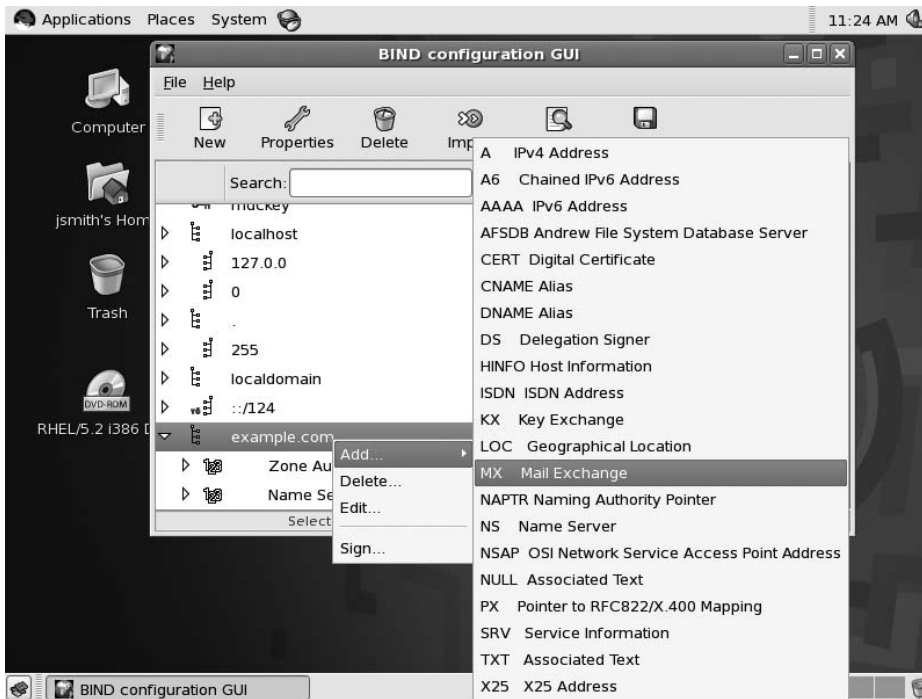 Applications Places System
11:24 AM
BIND configuration GUI
File Help
New Properties Delete Imp
Search:
localhost
127.0.0
0
.
255
localdomain
::/124
example.com
Zone Au
Name Se
Select
Add...
Delete...
Edit...
Sign...
A IPv4 Address
A6 Chained IPv6 Address
AAAA IPv6 Address
AFSDB Andrew File System Database Server
CERT Digital Certificate
CNAME Alias
DNAME Alias
DS Delegation Signer
HINFO Host Information
ISDN ISDN Address
KX Key Exchange
LOC Geographical Location
MX Mail Exchange
NAPTR Naming Authority Pointer
NS Name Server
NSAP OSI Network Service Access Point Address
NULL Associated Text
PX Pointer to RFC822/X.400 Mapping
SRV Service Information
TXT Associated Text
X25 X25 Address
Computer
jsmith's Hom
Trash
DVD-ROM
RHEL/5.2 i386
BIND configuration GUI